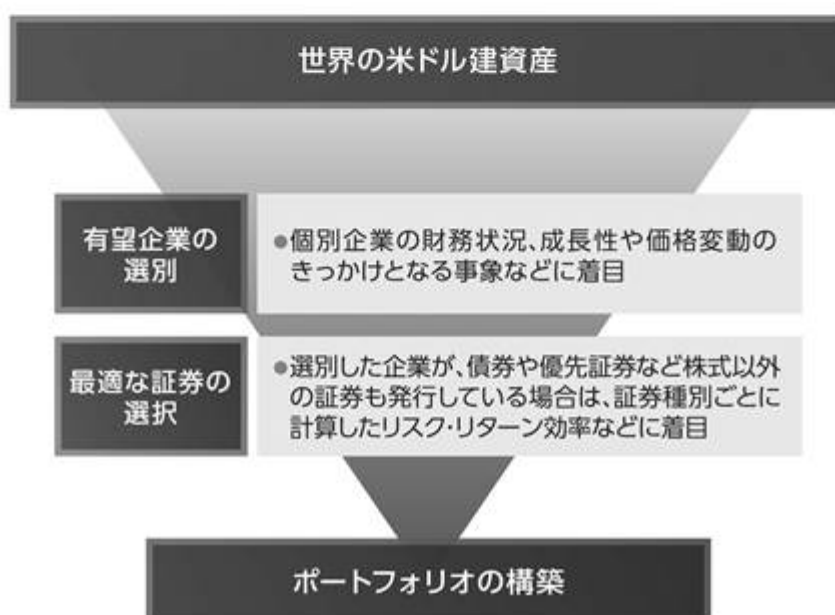 世界の米ドル建資産
有望企業の
選別
●個別企業の財務状況、成長性や価格変動の
きっかけとなる事象などに着目
最適な証券の
選択
●選別した企業が、債券や優先証券など株式以外
の証券も発行している場合は、証券種別ごとに
計算したリスク・リターン効率などに着目
ポートフォリオの構築